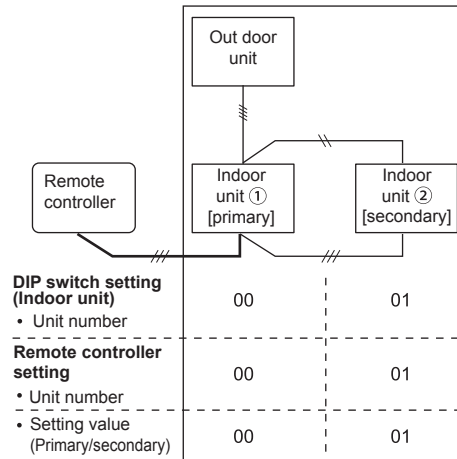 Out door
unit
Remote
controller
Indoor
unit ①
[primary]
Indoor
unit ②
[secondary]
DIP switch setting
(Indoor unit)
• Unit number
00
01
Remote controller
setting
• Unit number
00
01
• Setting value
(Primary/secondary)
00
01